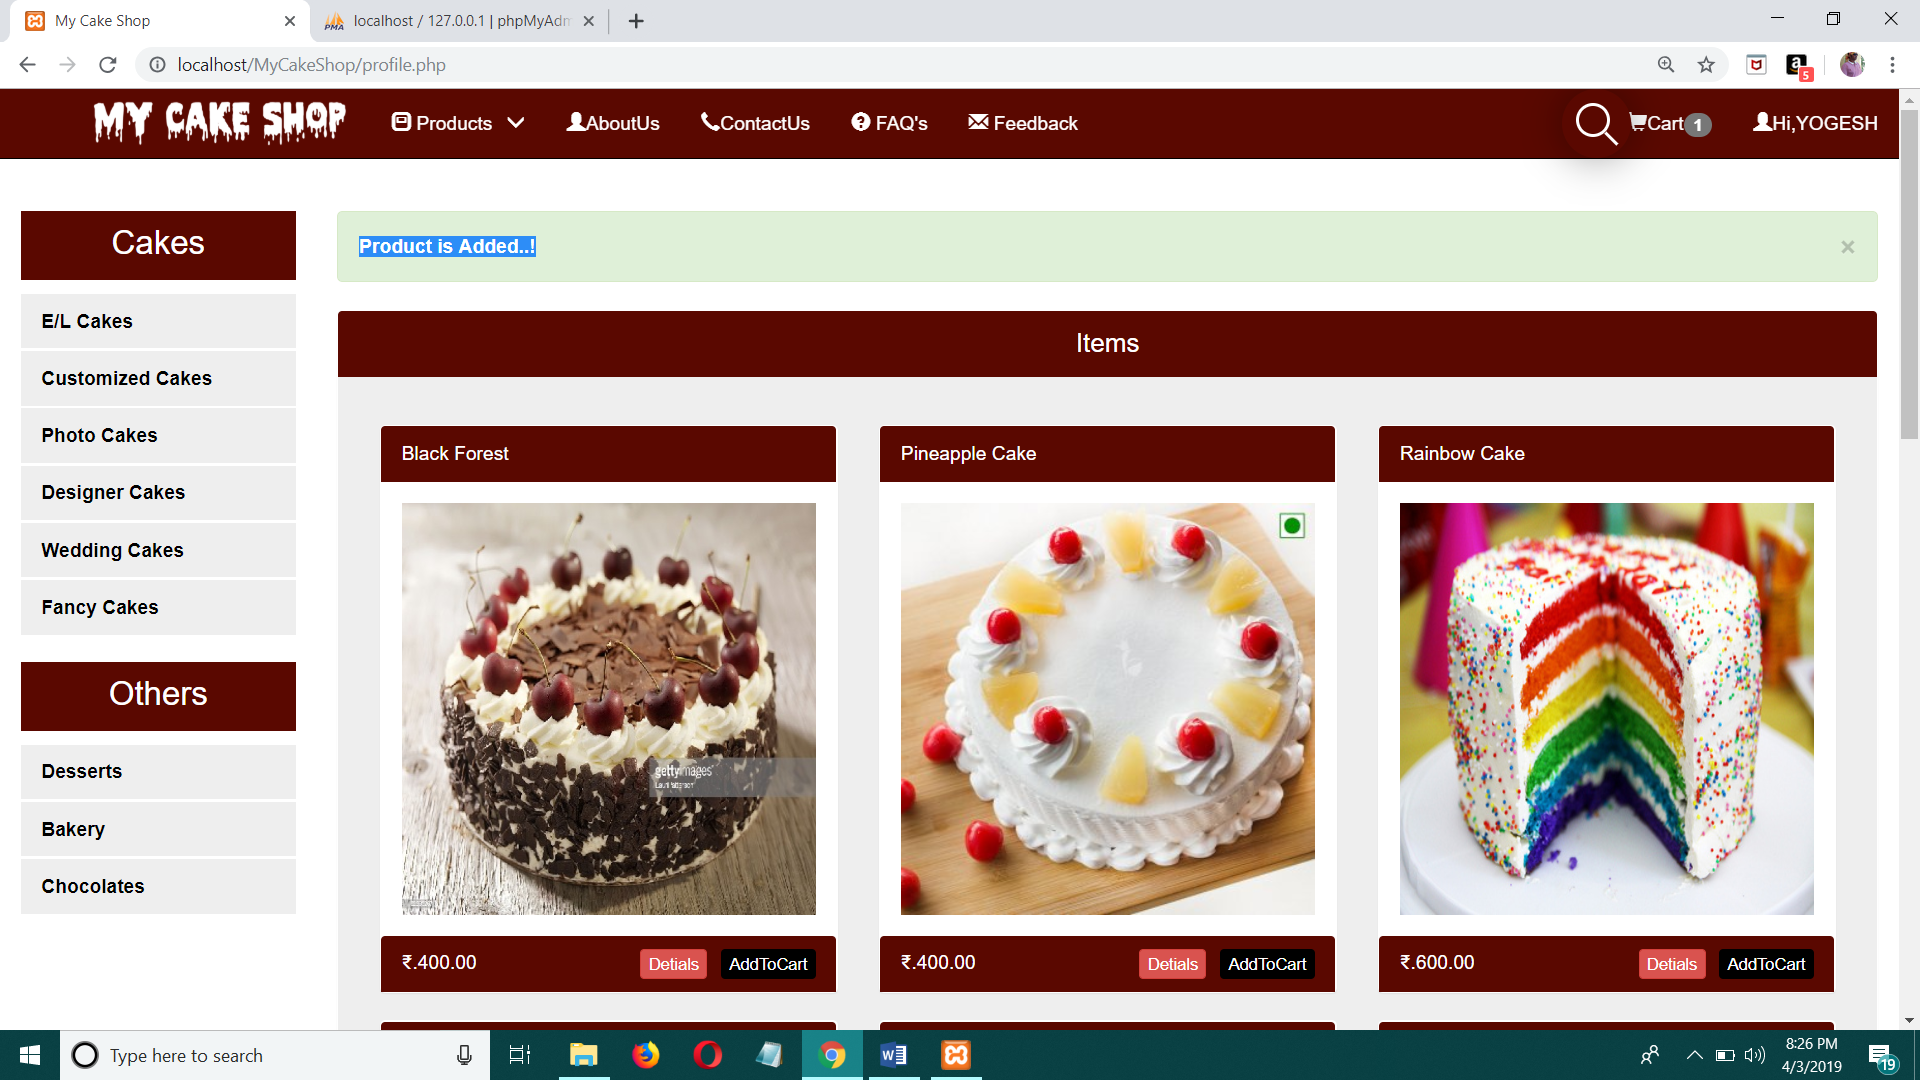 My Cake Shop
localhost / 127.0.0.1 | phpMyAdm
localhost/MyCakeShop/profile.php
5
MY CAKE SHOP
Products
AboutUs
ContactUs
FAQ's
Feedback
Cart 1
Hi,YOGESH
Cakes
E/L Cakes
Customized Cakes
Photo Cakes
Designer Cakes
Wedding Cakes
Fancy Cakes
Others
Desserts
Bakery
Chocolates
Product is Added..!
×
Items
Black Forest
gettyimages
₹.400.00
Detials
AddToCart
Pineapple Cake
₹.400.00
Detials
AddToCart
Rainbow Cake
₹.600.00
Detials
AddToCart
Type here to search
8:26 PM
4/3/2019
19